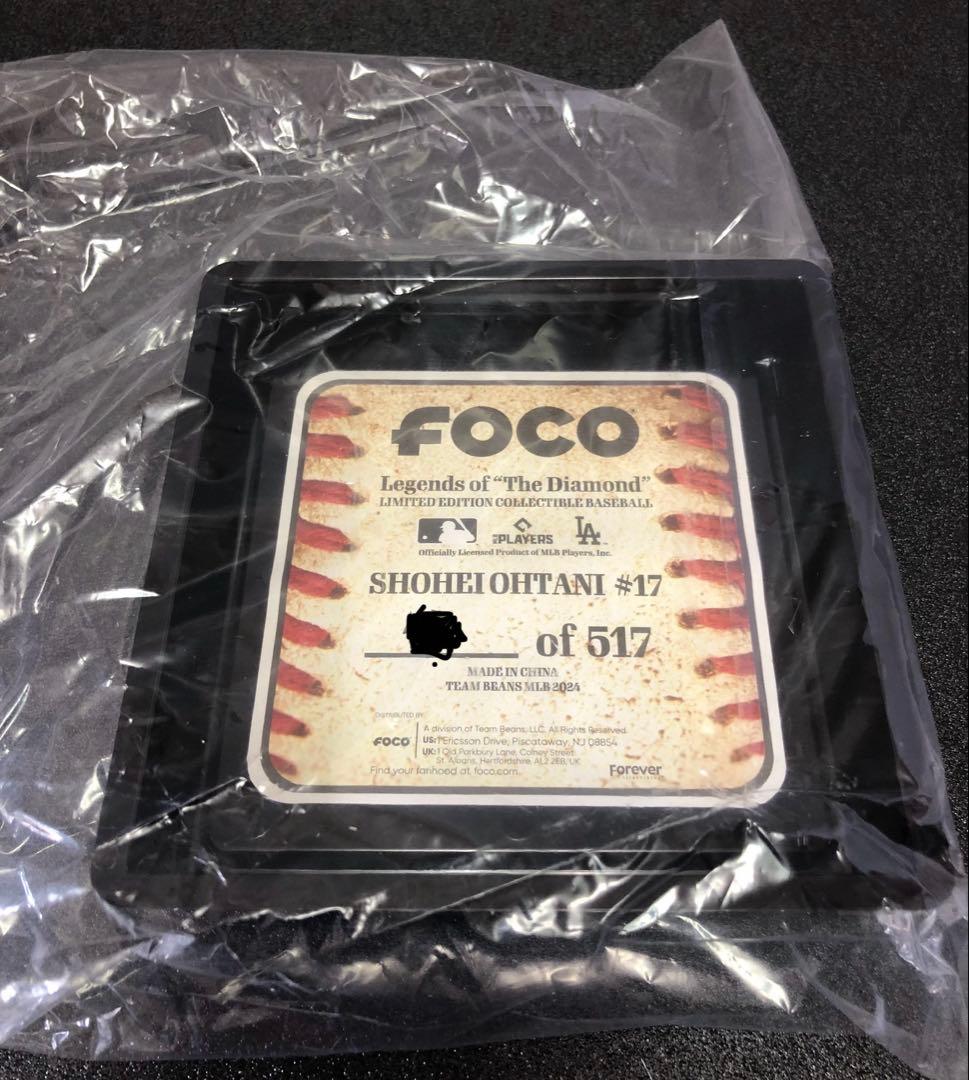 FOCO
Legends of “The Diamond”
LIMITED EDITION COLLECTIBLE BASEBALL
PLAYERS LA
Officially Licensed Product of MLB Players, Inc.
SHOHEI OHTANI #17
of 517
MADE IN CHINA
TEAM BEANS MLB 2024
DISTRIBUTED BY
FOCO
A division of Team Beans, LLC. All Rights Reserved.
US: 1 Ericsson Drive, Piscataway, NJ 08854
UK: 1 Old Parkbury Lane, Colney Street
St. Albans, Hertfordshire, AL2 2EB, UK
Find your fanhood at foco.com.
Forever